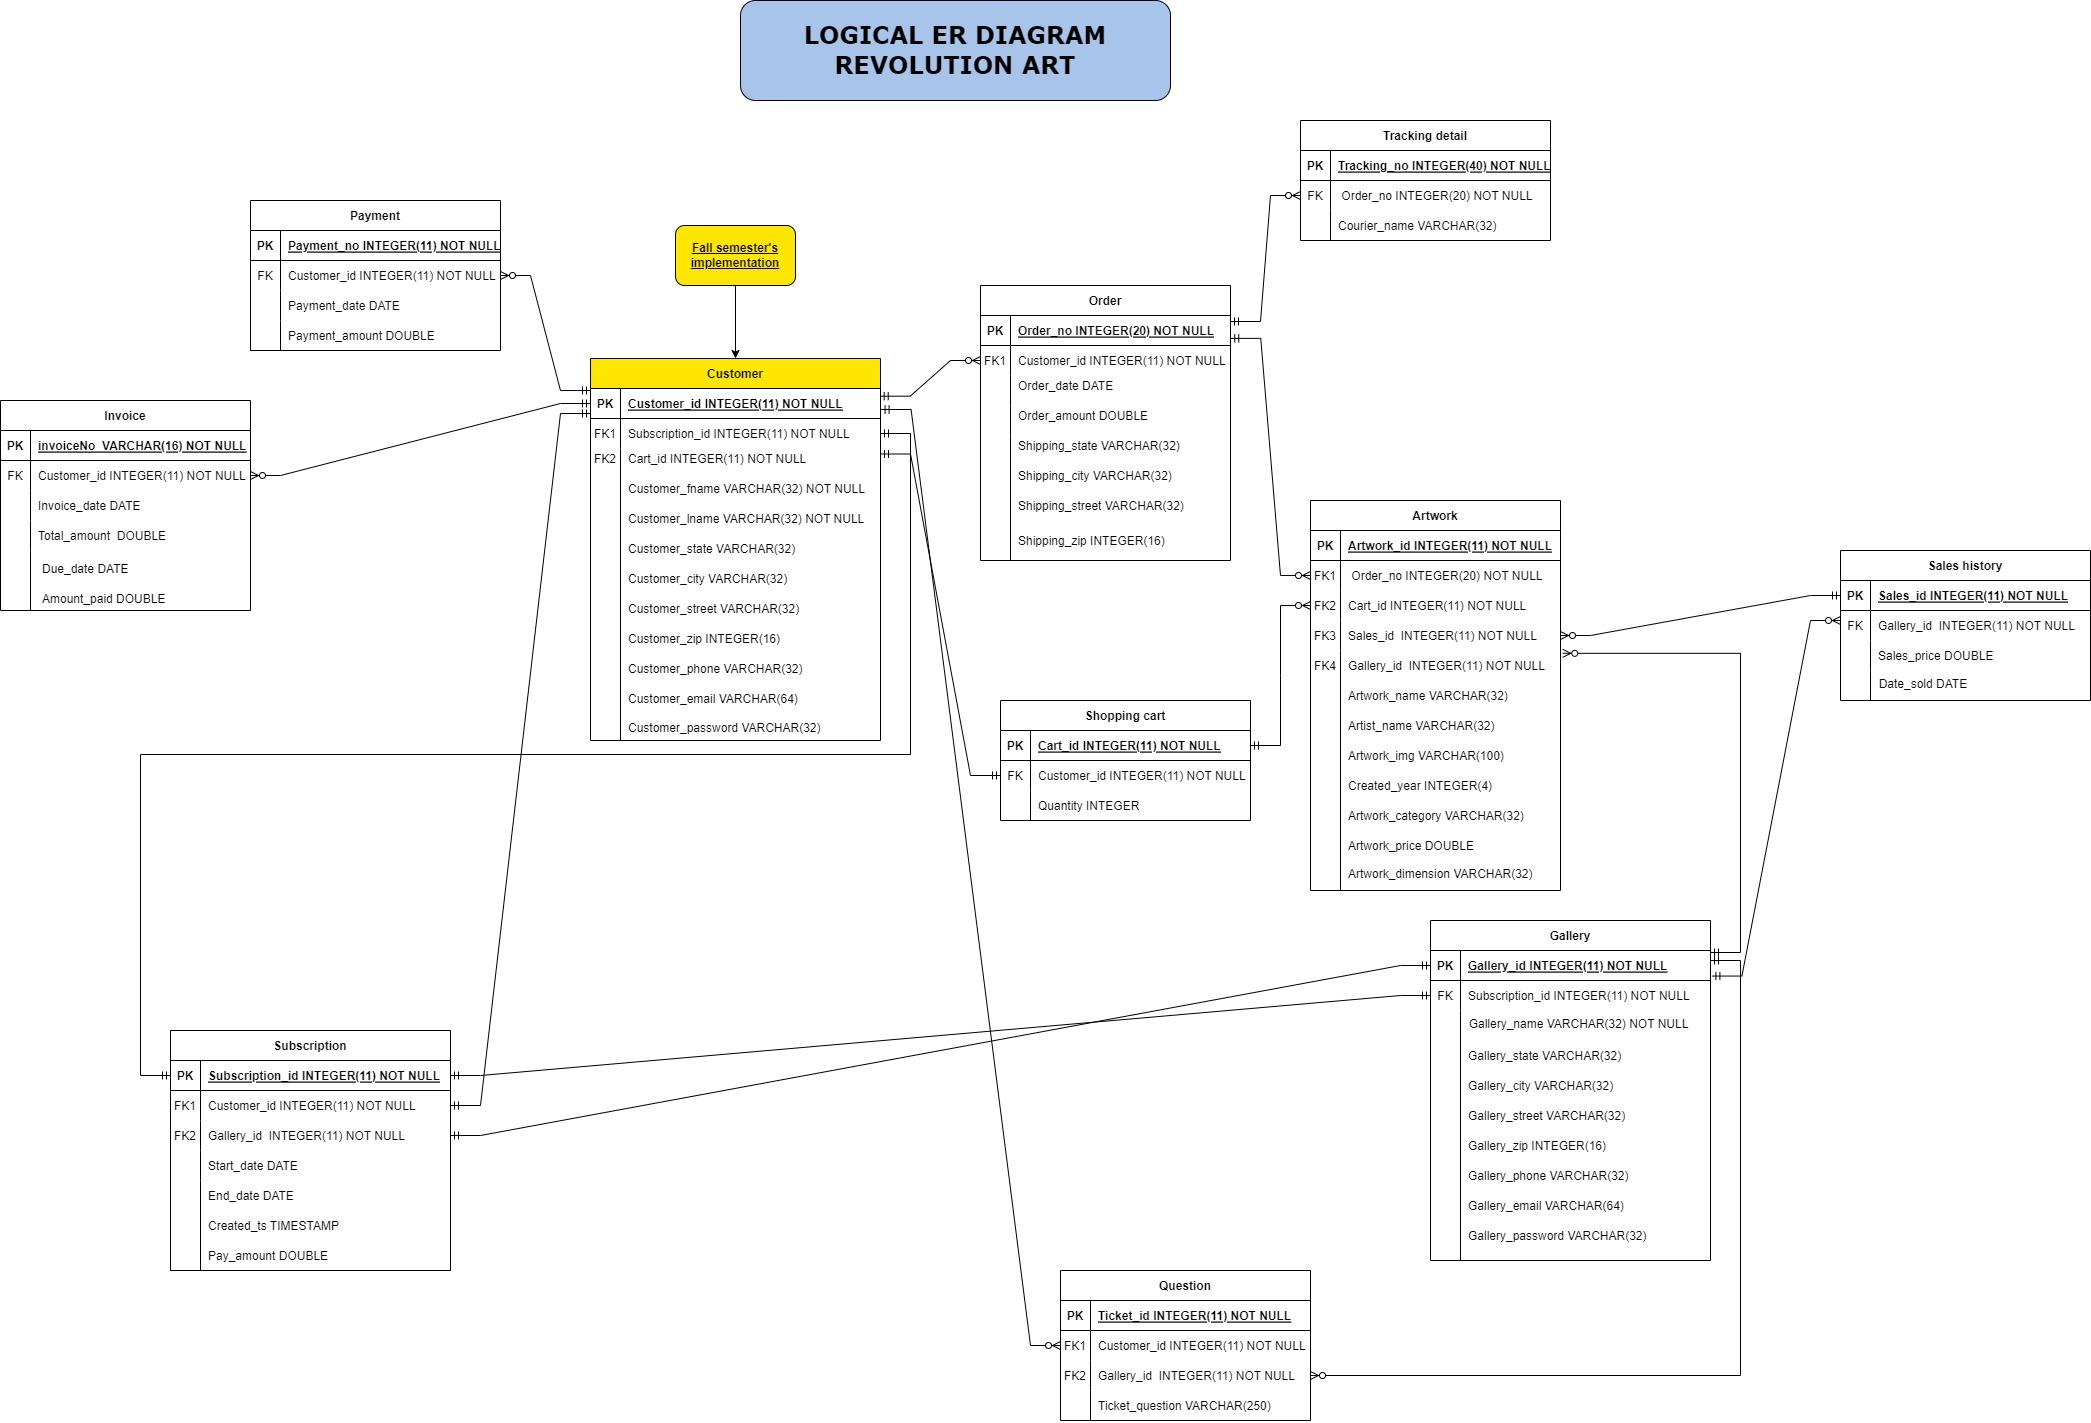 LOGICAL ER DIAGRAM
REVOLUTION ART
Tracking detail
PK Tracking_no INTEGER(40) NOT NULL
FK Order_no INTEGER(20) NOT NULL
Courier_name VARCHAR(32)
Payment
PK Payment_no INTEGER(11) NOT NULL
FK Customer_id INTEGER(11) NOT NULL
Payment_date DATE
Payment_amount DOUBLE
Fall semester's
implementation
Order
PK Order_no INTEGER(20) NOT NULL
FK1 Customer_id INTEGER(11) NOT NULL
Order_date DATE
Order_amount DOUBLE
Shipping_state VARCHAR(32)
Shipping_city VARCHAR(32)
Shipping_street VARCHAR(32)
Shipping_zip INTEGER(16)
Customer
PK Customer_id INTEGER(11) NOT NULL
FK1 Subscription_id INTEGER(11) NOT NULL
FK2 Cart_id INTEGER(11) NOT NULL
Customer_fname VARCHAR(32) NOT NULL
Customer_lname VARCHAR(32) NOT NULL
Customer_state VARCHAR(32)
Customer_city VARCHAR(32)
Customer_street VARCHAR(32)
Customer_zip INTEGER(16)
Customer_phone VARCHAR(32)
Customer_email VARCHAR(64)
Customer_password VARCHAR(32)
Invoice
PK invoiceNo VARCHAR(16) NOT NULL
FK Customer_id INTEGER(11) NOT NULL
Invoice_date DATE
Total_amount DOUBLE
Due_date DATE
Amount_paid DOUBLE
Artwork
PK Artwork_id INTEGER(11) NOT NULL
FK1 Order_no INTEGER(20) NOT NULL
FK2 Cart_id INTEGER(11) NOT NULL
FK3 Sales_id INTEGER(11) NOT NULL
FK4 Gallery_id INTEGER(11) NOT NULL
Artwork_name VARCHAR(32)
Artist_name VARCHAR(32)
Artwork_img VARCHAR(100)
Created_year INTEGER(4)
Artwork_category VARCHAR(32)
Artwork_price DOUBLE
Artwork_dimension VARCHAR(32)
Sales history
PK Sales_id INTEGER(11) NOT NULL
FK Gallery_id INTEGER(11) NOT NULL
Sales_price DOUBLE
Date_sold DATE
Shopping cart
PK Cart_id INTEGER(11) NOT NULL
FK Customer_id INTEGER(11) NOT NULL
Quantity INTEGER
Gallery
PK Gallery_id INTEGER(11) NOT NULL
FK Subscription_id INTEGER(11) NOT NULL
Gallery_name VARCHAR(32) NOT NULL
Gallery_state VARCHAR(32)
Gallery_city VARCHAR(32)
Gallery_street VARCHAR(32)
Gallery_zip INTEGER(16)
Gallery_phone VARCHAR(32)
Gallery_email VARCHAR(64)
Gallery_password VARCHAR(32)
Subscription
PK Subscription_id INTEGER(11) NOT NULL
FK1 Customer_id INTEGER(11) NOT NULL
FK2 Gallery_id INTEGER(11) NOT NULL
Start_date DATE
End_date DATE
Created_ts TIMESTAMP
Pay_amount DOUBLE
Question
PK Ticket_id INTEGER(11) NOT NULL
FK1 Customer_id INTEGER(11) NOT NULL
FK2 Gallery_id INTEGER(11) NOT NULL
Ticket_question VARCHAR(250)